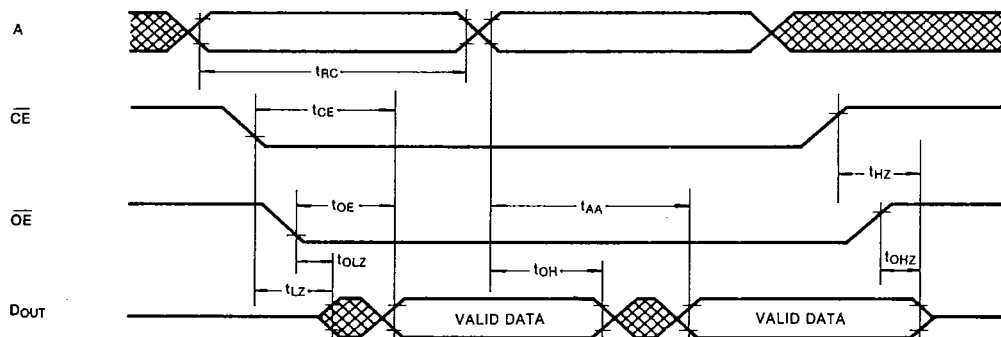 A
tRC
CE
tCE
tHZ
OE
tOE
tAA
tOLZ
tOH
tOHZ
tLZ
DOUT
VALID DATA
VALID DATA